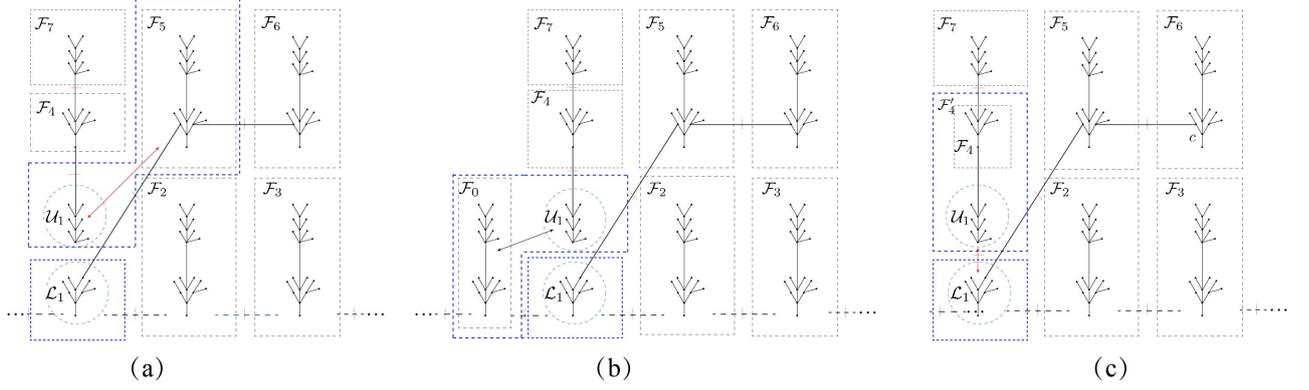 𝓕₇ 𝓕₅ 𝓕₆
𝓕₄
𝓤₁ 𝓕₂ 𝓕₃
𝓛₁
(a)
𝓕₇ 𝓕₅ 𝓕₆
𝓕₄
𝓕₀ 𝓤₁ 𝓕₂ 𝓕₃
𝓛₁
(b)
𝓕₇ 𝓕₅ 𝓕₆
𝓕₄′
𝓕₄ c
𝓤₁ 𝓕₂ 𝓕₃
𝓛₁
(c)